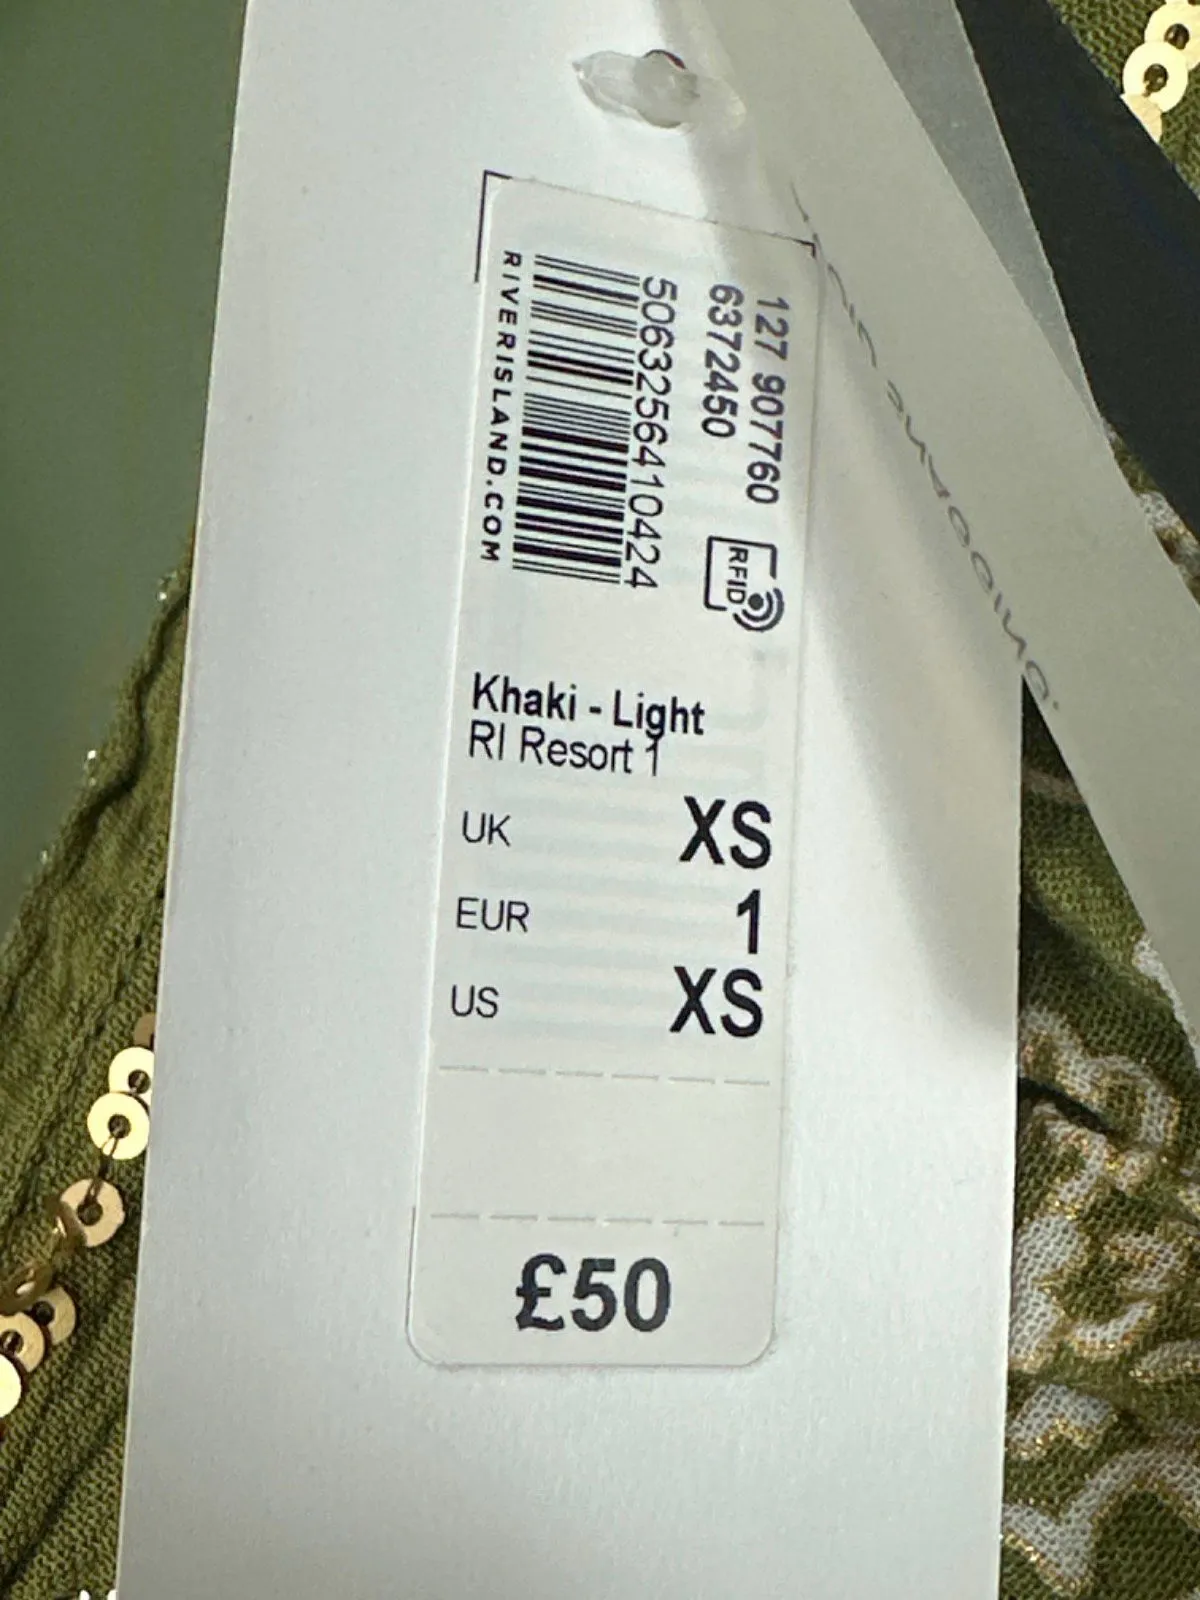 127 907760
6372450
RFID
5063256410424
RIVERISLAND.COM
Khaki - Light
RI Resort 1
UK XS
EUR 1
US XS
£50